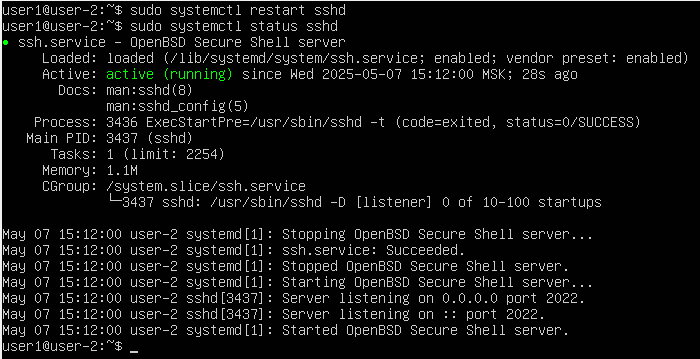 user1@user-2:~$ sudo systemctl restart sshd
user1@user-2:~$ sudo systemctl status sshd
● ssh.service - OpenBSD Secure Shell server
     Loaded: loaded (/lib/systemd/system/ssh.service; enabled; vendor preset: enabled)
     Active: active (running) since Wed 2025-05-07 15:12:00 MSK; 28s ago
       Docs: man:sshd(8)
             man:sshd_config(5)
    Process: 3436 ExecStartPre=/usr/sbin/sshd -t (code=exited, status=0/SUCCESS)
   Main PID: 3437 (sshd)
      Tasks: 1 (limit: 2254)
     Memory: 1.1M
     CGroup: /system.slice/ssh.service
             └─3437 sshd: /usr/sbin/sshd -D [listener] 0 of 10-100 startups

May 07 15:12:00 user-2 systemd[1]: Stopping OpenBSD Secure Shell server...
May 07 15:12:00 user-2 systemd[1]: ssh.service: Succeeded.
May 07 15:12:00 user-2 systemd[1]: Stopped OpenBSD Secure Shell server.
May 07 15:12:00 user-2 systemd[1]: Starting OpenBSD Secure Shell server...
May 07 15:12:00 user-2 sshd[3437]: Server listening on 0.0.0.0 port 2022.
May 07 15:12:00 user-2 sshd[3437]: Server listening on :: port 2022.
May 07 15:12:00 user-2 systemd[1]: Started OpenBSD Secure Shell server.
user1@user-2:~$ _